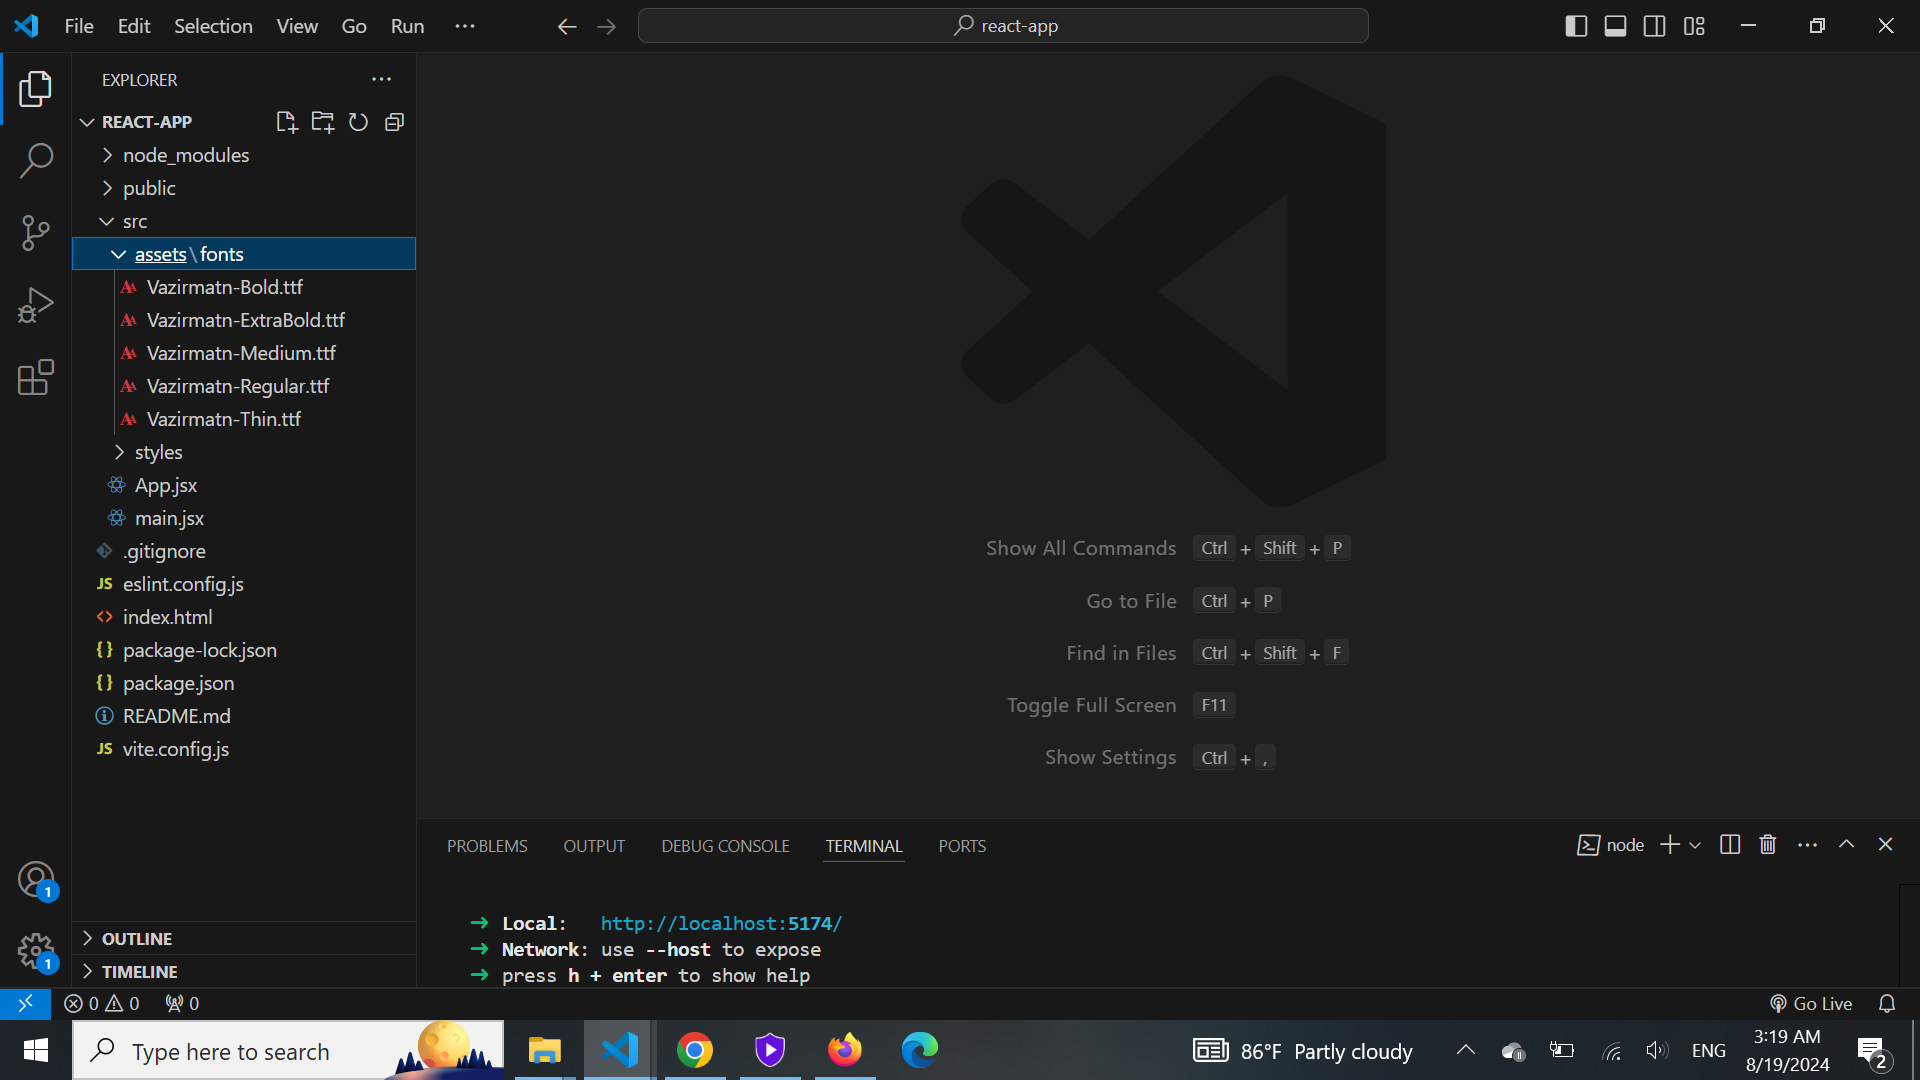 File Edit Selection View Go Run ···
react-app
EXPLORER
REACT-APP
node_modules
public
src
assets\fonts
Vazirmatn-Bold.ttf
Vazirmatn-ExtraBold.ttf
Vazirmatn-Medium.ttf
Vazirmatn-Regular.ttf
Vazirmatn-Thin.ttf
styles
App.jsx
main.jsx
.gitignore
JS eslint.config.js
<> index.html
{} package-lock.json
{} package.json
README.md
JS vite.config.js
OUTLINE
TIMELINE
1
1
Show All Commands Ctrl + Shift + P
Go to File Ctrl + P
Find in Files Ctrl + Shift + F
Toggle Full Screen F11
Show Settings Ctrl + ,
PROBLEMS OUTPUT DEBUG CONSOLE TERMINAL PORTS
node
➜ Local: http://localhost:5174/
➜ Network: use --host to expose
➜ press h + enter to show help
0 0 0
Go Live
Type here to search
86°F Partly cloudy
ENG
3:19 AM
8/19/2024
2